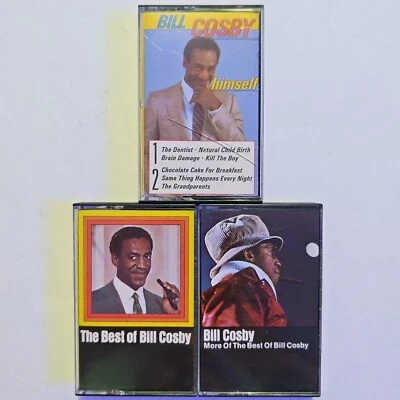 BILL COSBY
himself
1 The Dentist · Natural Child Birth
Brain Damage · Kill The Boy
2 Chocolate Cake For Breakfast
Same Thing Happens Every Night
The Grandparents
The Best of Bill Cosby
Bill Cosby
More Of The Best Of Bill Cosby